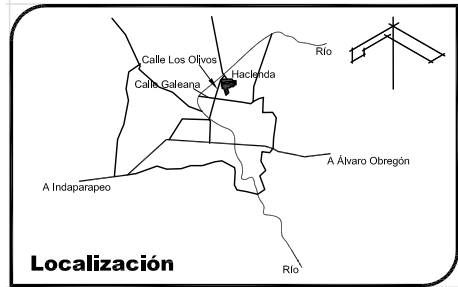 Río
Calle Los Olivos
Hacienda
Calle Galeana
A Álvaro Obregón
A Indaparapeo
Localización
Río